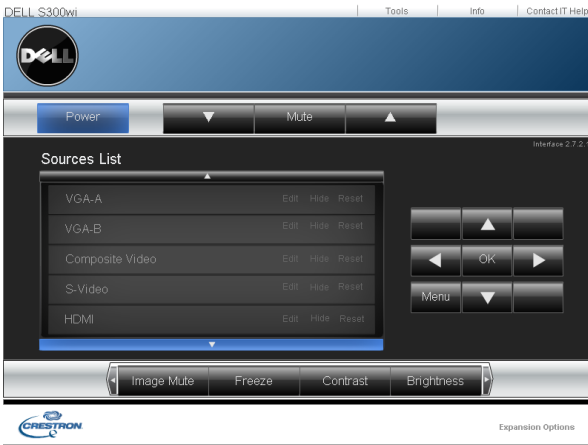 DELL S300wi
Tools Info Contact IT Help
DELL
Power Mute
Interface 2.7.2.1
Sources List
VGA-A Edit Hide Reset
VGA-B Edit Hide Reset
Composite Video Edit Hide Reset
S-Video Edit Hide Reset
HDMI Edit Hide Reset
OK
Menu
Image Mute Freeze Contrast Brightness
CRESTRON
Expansion Options